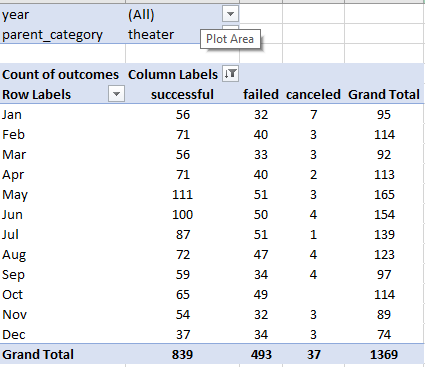 year (All)
parent_category theater
Plot Area
Count of outcomes Column Labels
Row Labels successful failed canceled Grand Total
Jan 56 32 7 95
Feb 71 40 3 114
Mar 56 33 3 92
Apr 71 40 2 113
May 111 51 3 165
Jun 100 50 4 154
Jul 87 51 1 139
Aug 72 47 4 123
Sep 59 34 4 97
Oct 65 49 114
Nov 54 32 3 89
Dec 37 34 3 74
Grand Total 839 493 37 1369